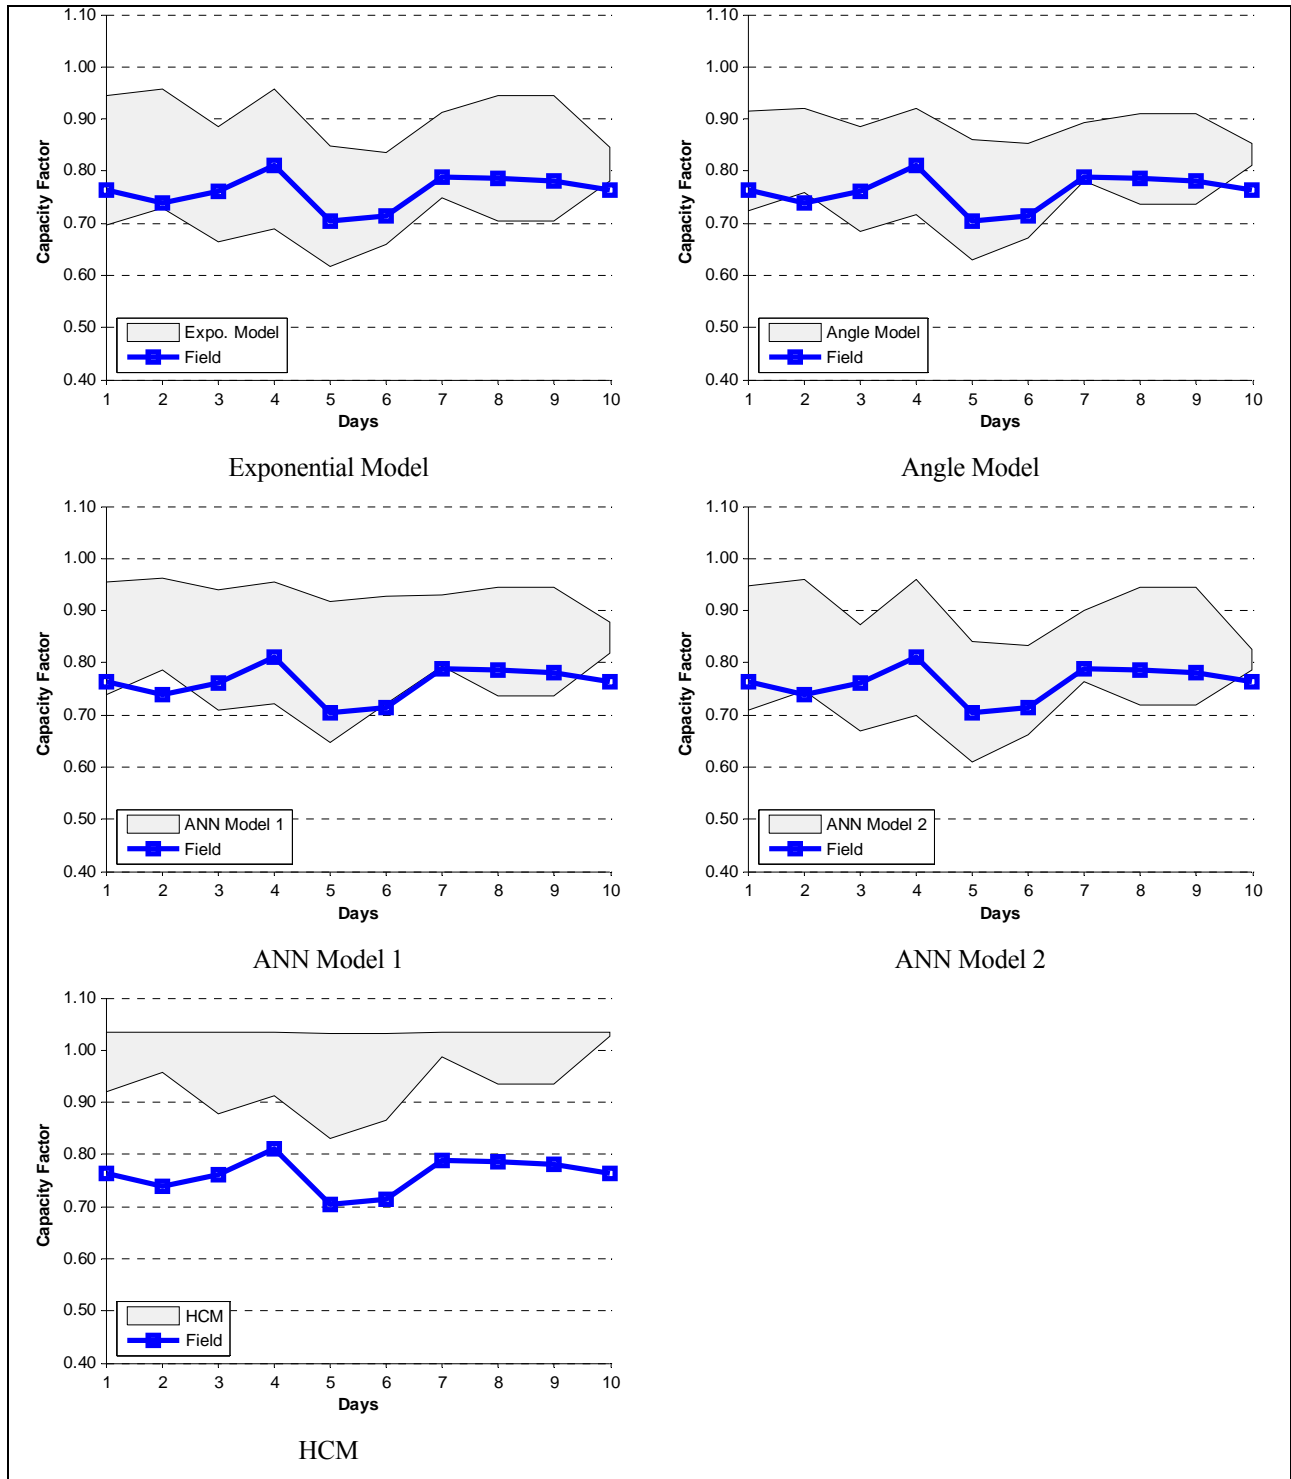 1.10
1.00
0.90
0.80
0.70
0.60
0.50
0.40
Capacity Factor
Expo. Model
Field
1 2 3 4 5 6 7 8 9 10
Days
Exponential Model
1.10
1.00
0.90
0.80
0.70
0.60
0.50
0.40
Capacity Factor
Angle Model
Field
1 2 3 4 5 6 7 8 9 10
Days
Angle Model
1.10
1.00
0.90
0.80
0.70
0.60
0.50
0.40
Capacity Factor
ANN Model 1
Field
1 2 3 4 5 6 7 8 9 10
Days
ANN Model 1
1.10
1.00
0.90
0.80
0.70
0.60
0.50
0.40
Capacity Factor
ANN Model 2
Field
1 2 3 4 5 6 7 8 9 10
Days
ANN Model 2
1.10
1.00
0.90
0.80
0.70
0.60
0.50
0.40
Capacity Factor
HCM
Field
1 2 3 4 5 6 7 8 9 10
Days
HCM